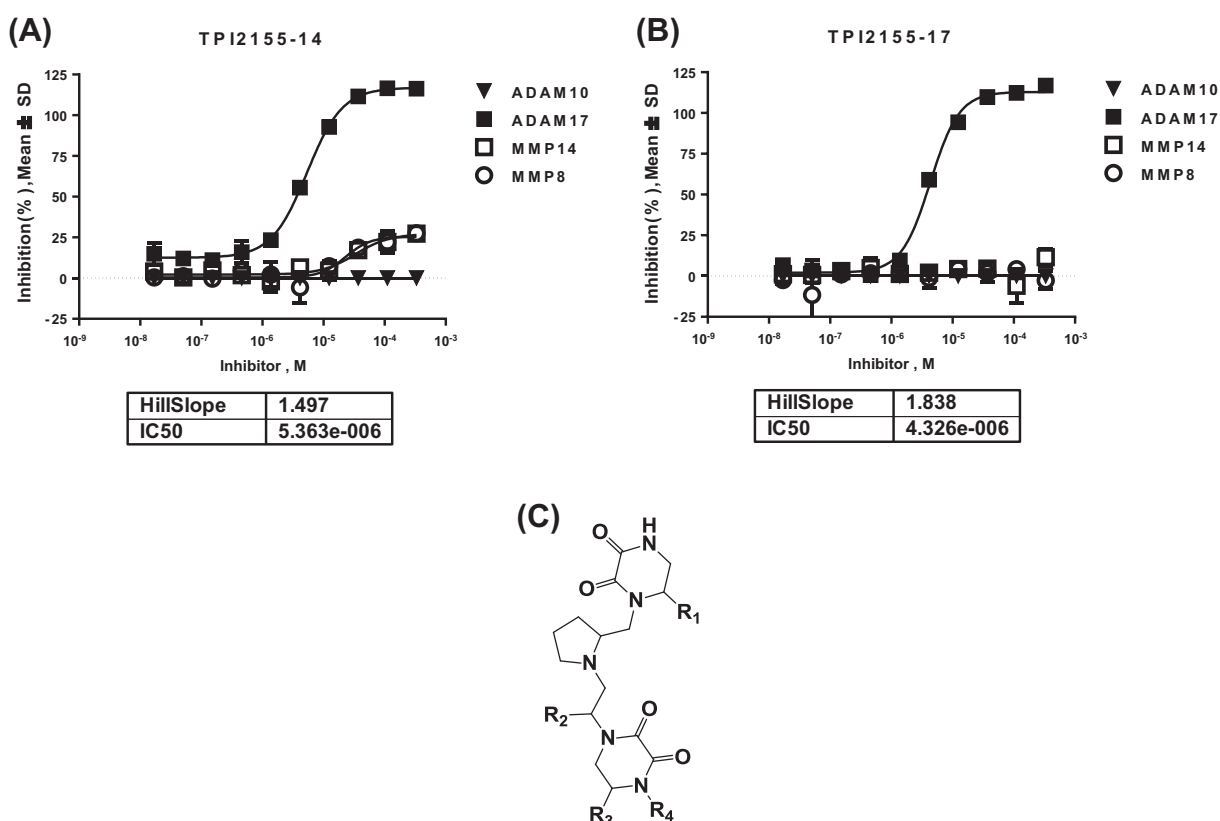 (A)
TPI2155-14
Inhibition(%), Mean ± SD
125
100
75
50
25
0
-25
10-9
10-8
10-7
10-6
10-5
10-4
10-3
Inhibitor , M
ADAM10
ADAM17
MMP14
MMP8
HillSlope 1.497
IC50 5.363e-006
(B)
TPI2155-17
Inhibition(%), Mean ± SD
125
100
75
50
25
0
-25
10-9
10-8
10-7
10-6
10-5
10-4
10-3
Inhibitor , M
ADAM10
ADAM17
MMP14
MMP8
HillSlope 1.838
IC50 4.326e-006
(C)
H
O N
O
N
R1
N
R2
O
N
O
N
R3 R4